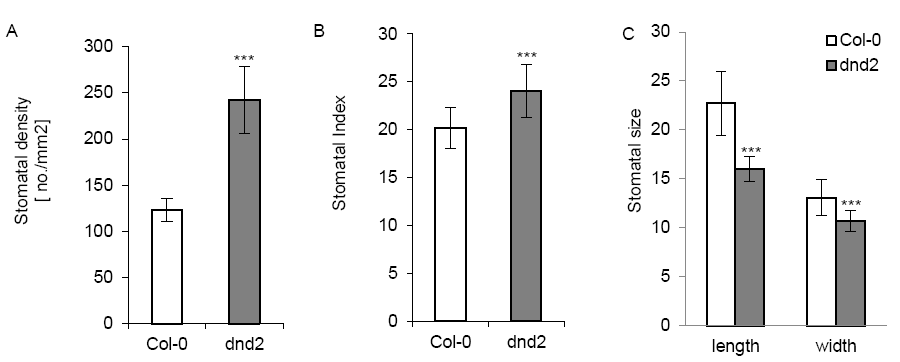 A
Stomatal density
[ no./mm2]
300
250
200
150
100
50
0
***
Col-0 dnd2
B
Stomatal Index
30
25
20
15
10
5
0
***
Col-0 dnd2
C
Stomatal size
30
25
20
15
10
5
0
Col-0
dnd2
***
***
length width